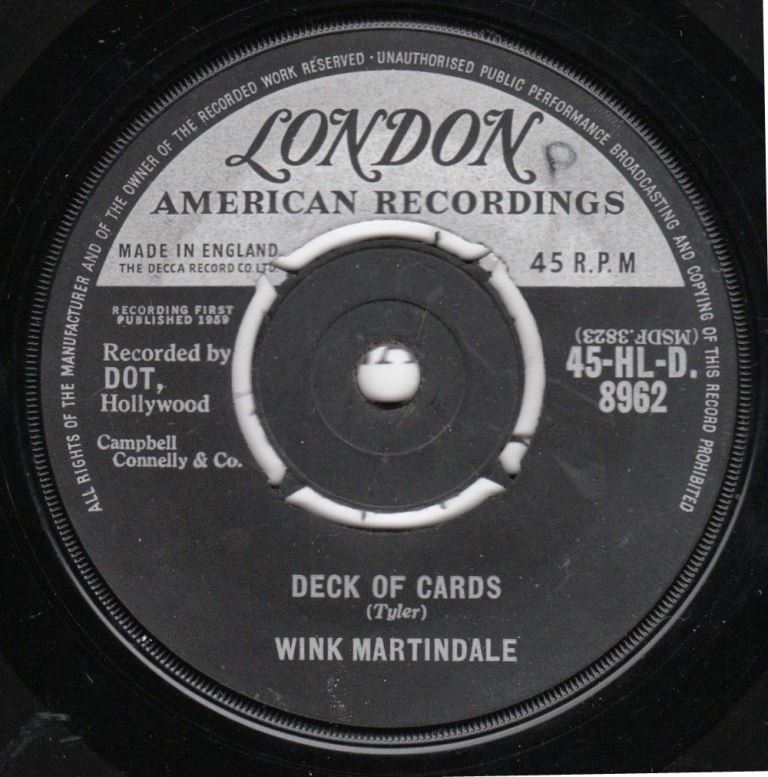 ALL RIGHTS OF THE MANUFACTURER AND OF THE OWNER OF THE RECORDED WORK RESERVED · UNAUTHORISED PUBLIC PERFORMANCE BROADCASTING AND COPYING OF THIS RECORD PROHIBITED
LONDON
P
AMERICAN RECORDINGS
MADE IN ENGLAND
THE DECCA RECORD CO. LTD.
45 R.P.M
RECORDING FIRST
PUBLISHED 1959
(MSDF.3823)
Recorded by
DOT,
Hollywood
45-HL-D.
8962
Campbell
Connelly & Co.
DECK OF CARDS
(Tyler)
WINK MARTINDALE